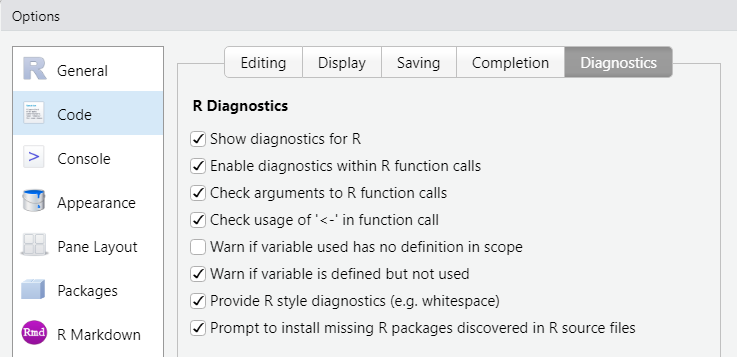 Options
General
Code
Console
Appearance
Pane Layout
Packages
Rmd R Markdown
Editing Display Saving Completion Diagnostics
R Diagnostics
Show diagnostics for R
Enable diagnostics within R function calls
Check arguments to R function calls
Check usage of '<-' in function call
Warn if variable used has no definition in scope
Warn if variable is defined but not used
Provide R style diagnostics (e.g. whitespace)
Prompt to install missing R packages discovered in R source files